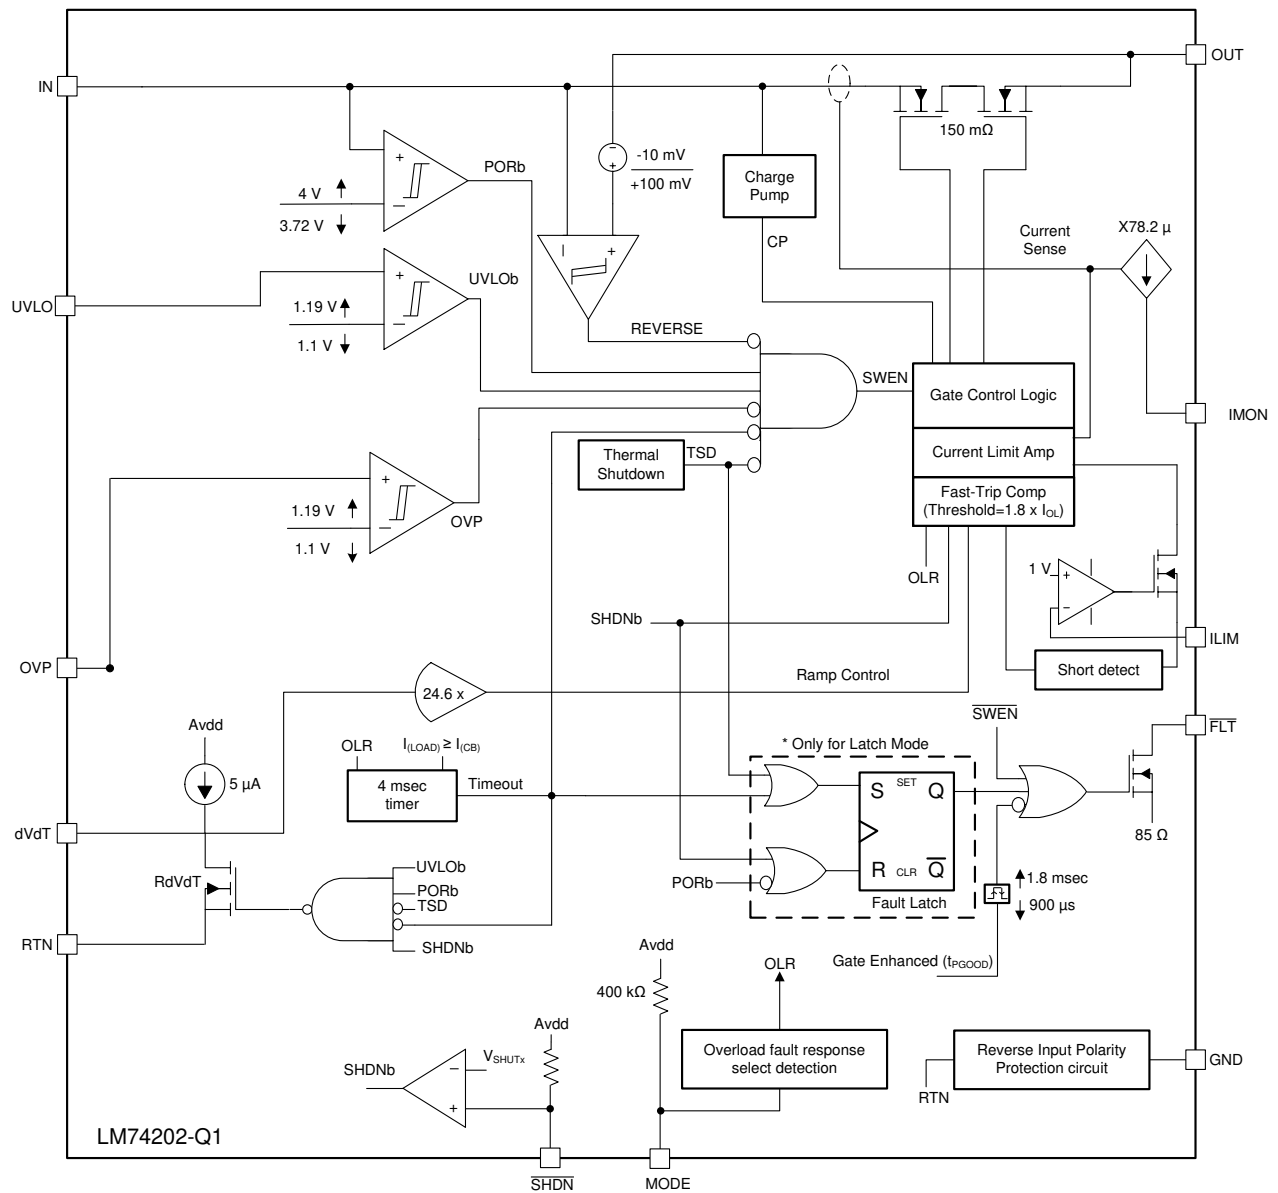 OUT
IN
150 mΩ
PORb
-10 mV
+100 mV
Charge
Pump
4 V
3.72 V
CP
Current
Sense
X78.2 µ
UVLO
UVLOb
1.19 V
1.1 V
REVERSE
SWEN
Gate Control Logic
IMON
Current Limit Amp
Thermal
Shutdown
TSD
Fast-Trip Comp
(Threshold=1.8 x IOL)
1.19 V
1.1 V
OVP
OLR
1 V
SHDNb
ILIM
OVP
Ramp Control
Short detect
24.6 x
SWEN
FLT
Avdd
OLR
I(LOAD) ≥ I(CB)
* Only for Latch Mode
5 µA
4 msec
timer
Timeout
S
SET
Q
dVdT
85 Ω
RdVdT
UVLOb
PORb
TSD
SHDNb
PORb
R
CLR
Q
Fault Latch
1.8 msec
900 µs
RTN
Avdd
OLR
Gate Enhanced (tPGOOD)
400 kΩ
Avdd
VSHUTx
SHDNb
Overload fault response
select detection
Reverse Input Polarity
Protection circuit
GND
RTN
LM74202-Q1
SHDN
MODE